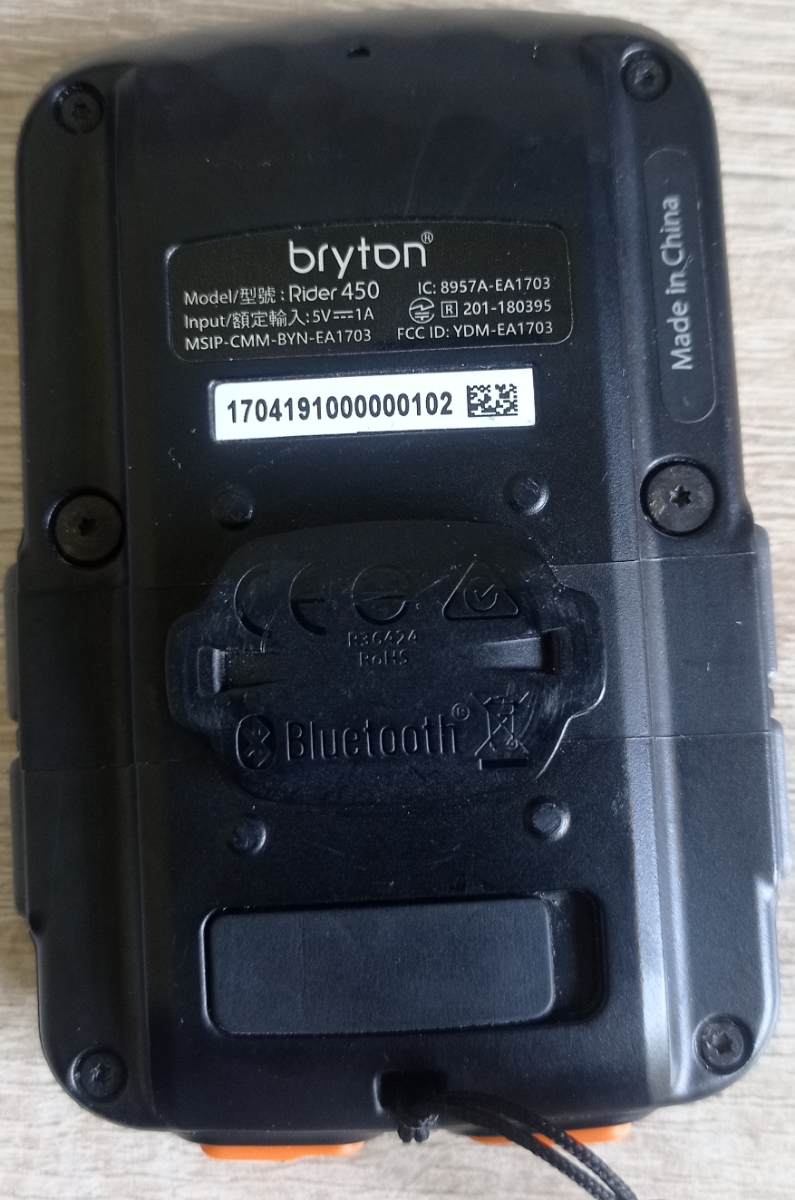 bryton®
Model/型號：Rider 450
IC: 8957A-EA1703
Input/額定輸入:5V⎓1A
R 201-180395
MSIP-CMM-BYN-EA1703
FCC ID: YDM-EA1703
Made in China
1704191000000102
CE
R36424
RoHS
Bluetooth®